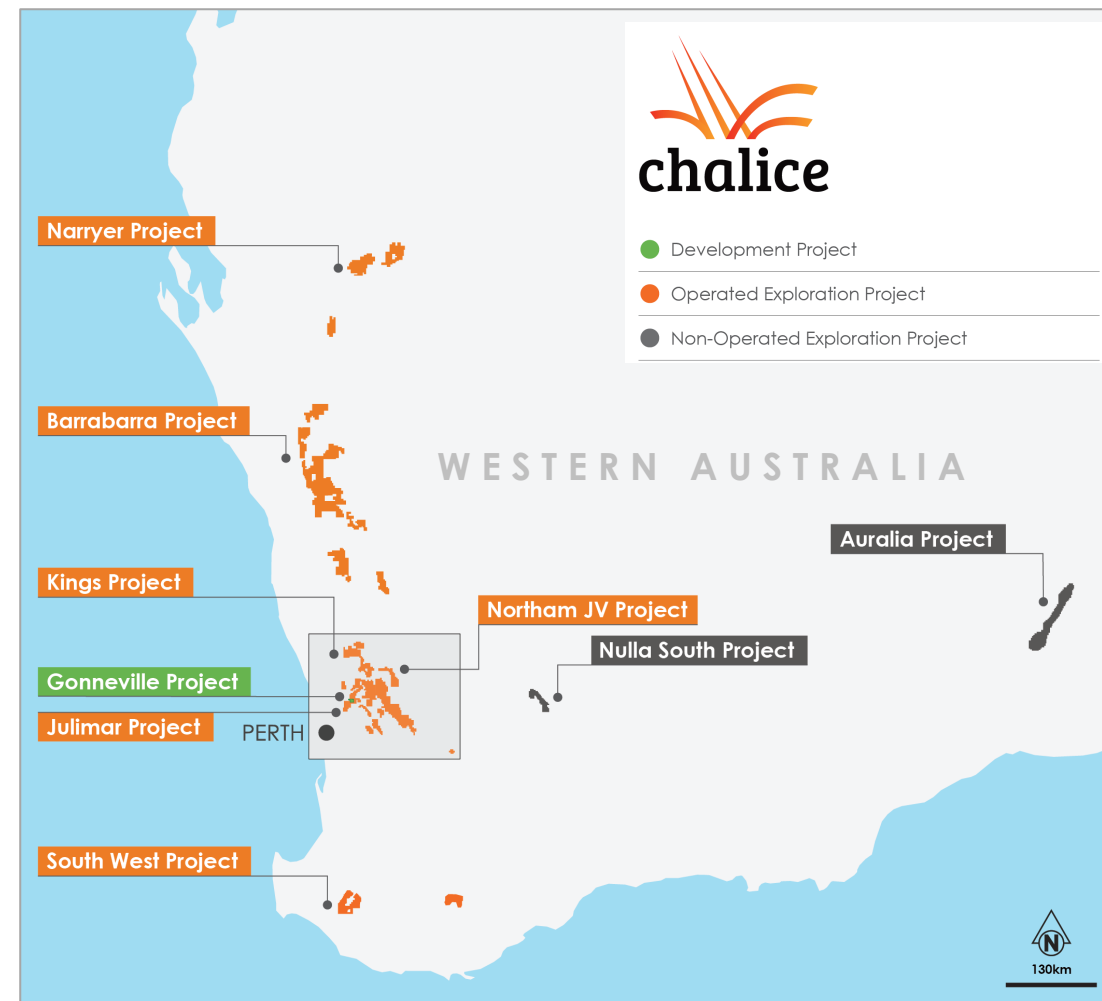 chalice
Development Project
Operated Exploration Project
Non-Operated Exploration Project
Narryer Project
Barrabarra Project
WESTERN AUSTRALIA
Auralia Project
Kings Project
Northam JV Project
Nulla South Project
Gonneville Project
Julimar Project
PERTH
South West Project
N
130km